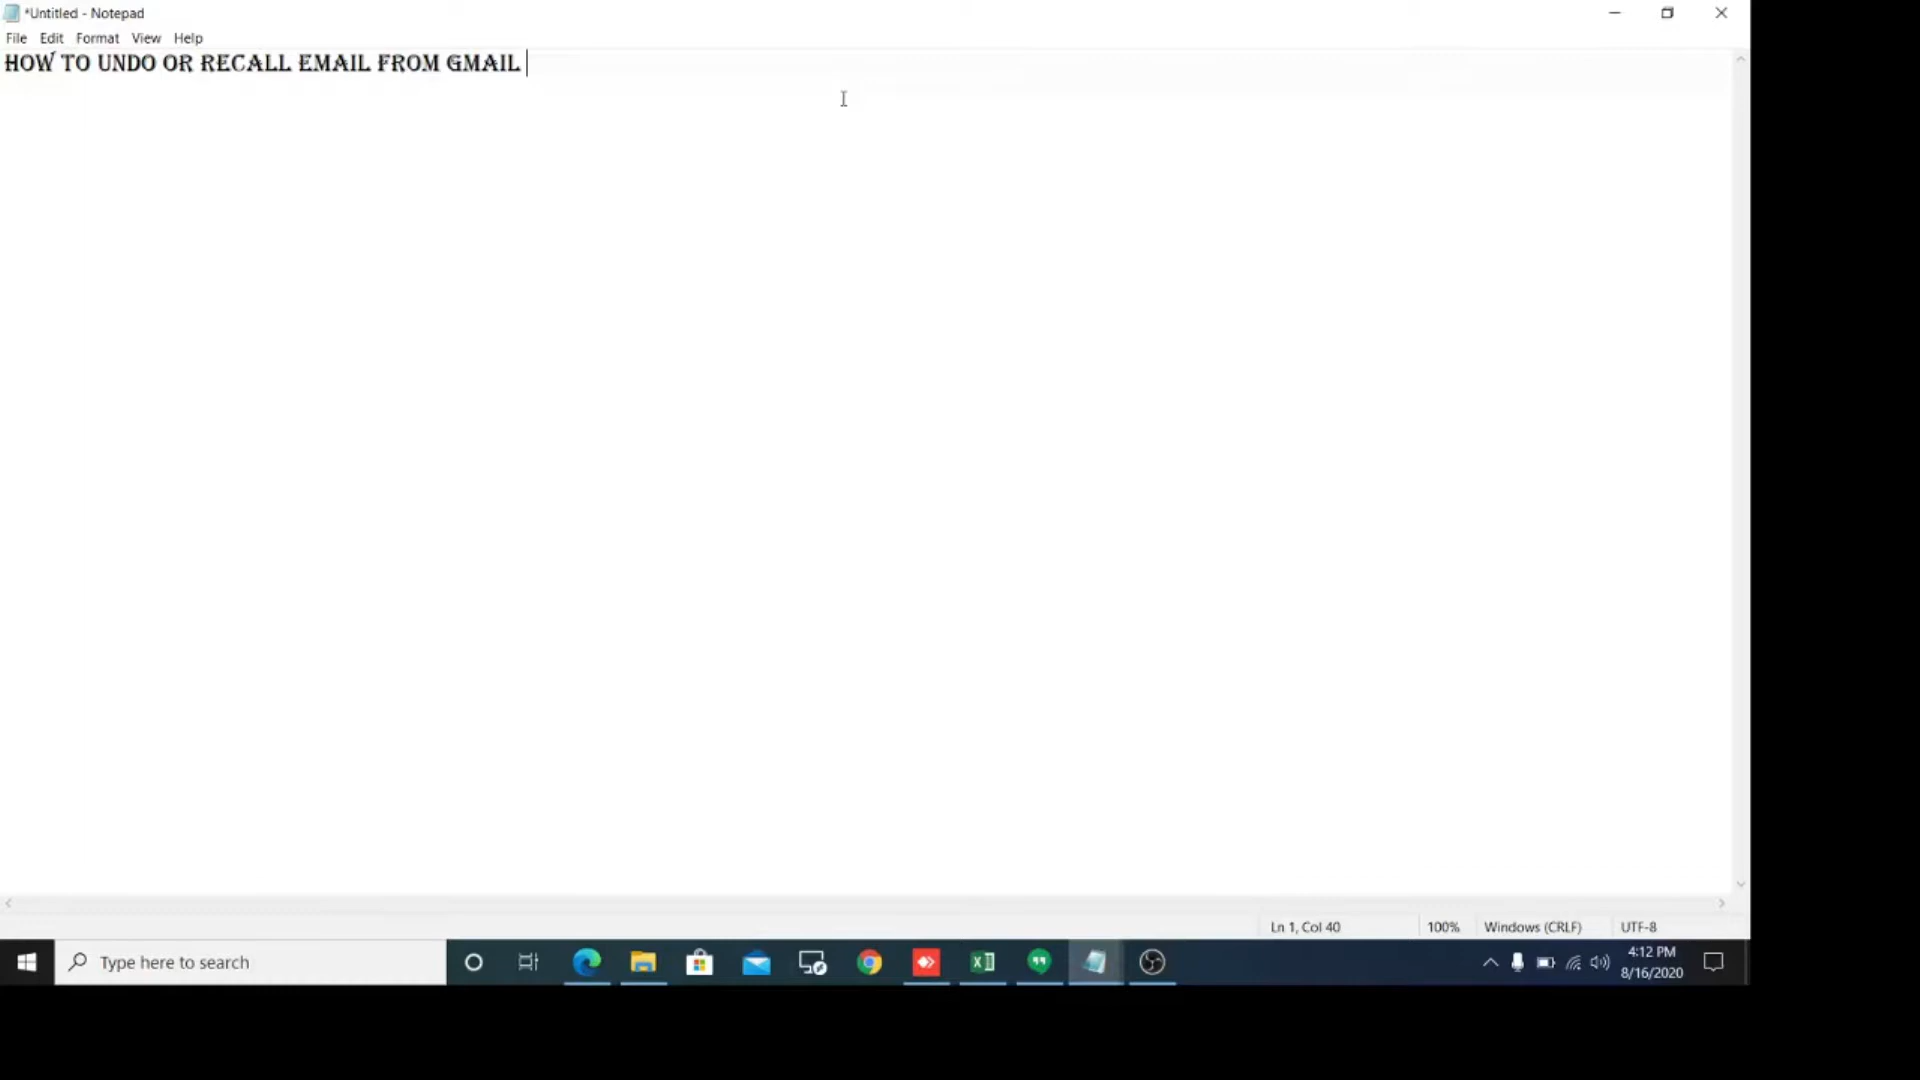 *Untitled - Notepad
File Edit Format View Help
HOW TO UNDO OR RECALL EMAIL FROM GMAIL
Ln 1, Col 40 100% Windows (CRLF) UTF-8
Type here to search
4:12 PM
8/16/2020